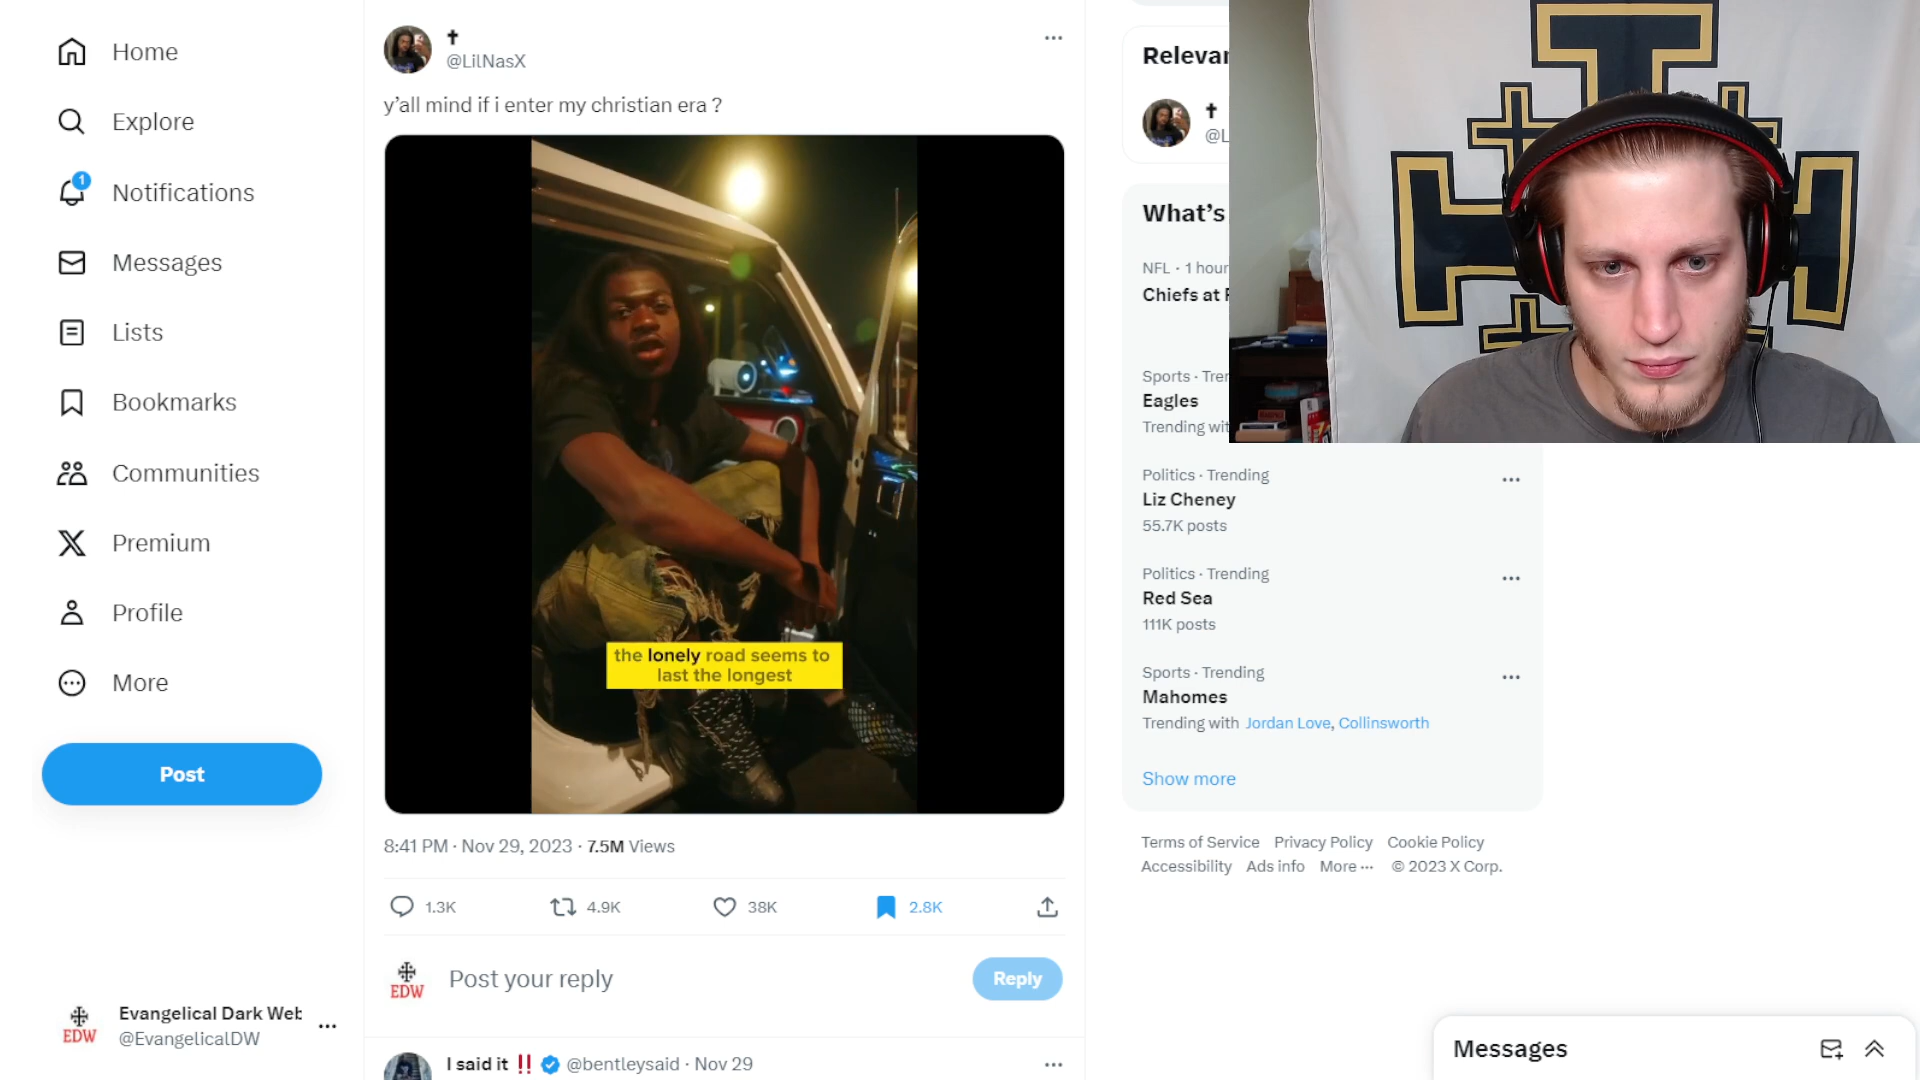 Home
Explore
1
Notifications
Messages
Lists
Bookmarks
Communities
Premium
Profile
More
Post
EDW
Evangelical Dark Web
@EvangelicalDW
@LilNasX
y'all mind if i enter my christian era ?
the lonely road seems to
last the longest
8:41 PM · Nov 29, 2023 · 7.5M Views
1.3K
4.9K
38K
2.8K
EDW
Post your reply
Reply
I said it ‼️ @bentleysaid · Nov 29
What's
NFL · 1 hour
Chiefs at
Sports ·
Eagles
Trending
Politics · Trending
Liz Cheney
55.7K posts
Politics · Trending
Red Sea
111K posts
Sports · Trending
Mahomes
Trending with Jordan Love, Collinsworth
Show more
Terms of Service Privacy Policy Cookie Policy
Accessibility Ads info More ··· © 2023 X Corp.
Messages